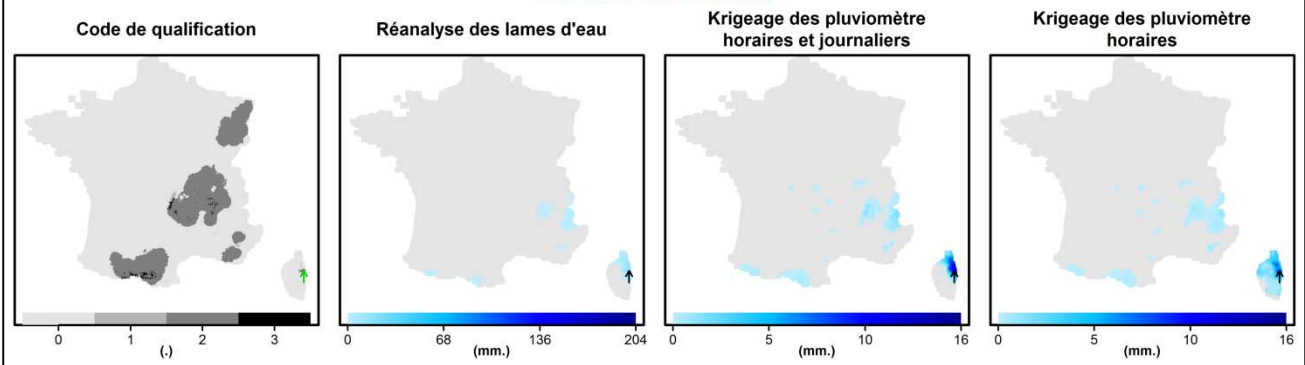 Code de qualification
Réanalyse des lames d'eau
Krigeage des pluviomètre
horaires et journaliers
Krigeage des pluviomètre
horaires
0 1 2 3
(.)
0 68 136 204
(mm.)
0 5 10 16
(mm.)
0 5 10 16
(mm.)